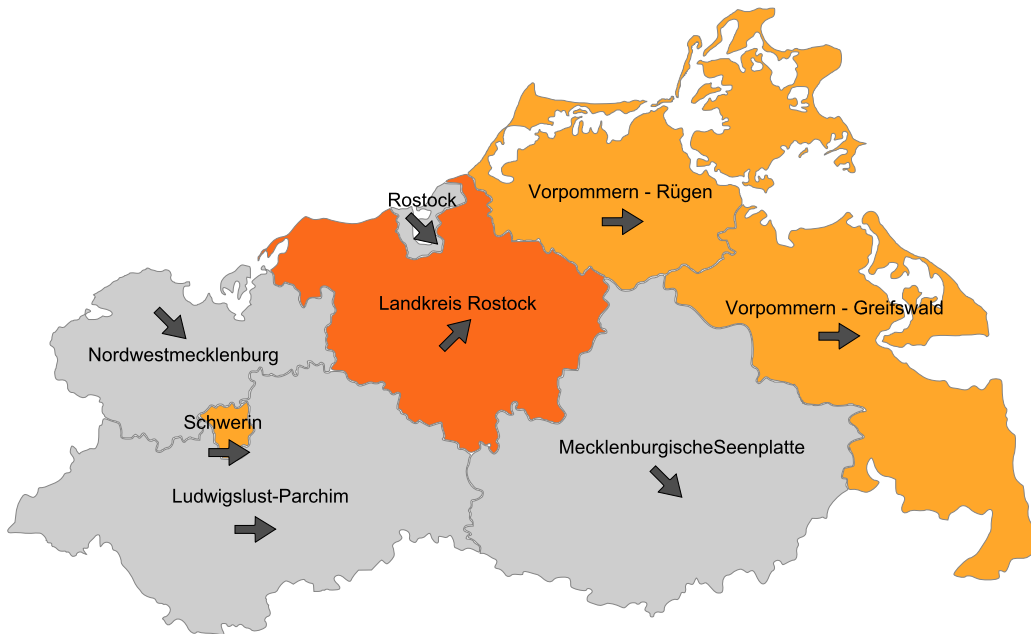 Vorpommern - Rügen
Rostock
Landkreis Rostock
Vorpommern - Greifswald
Nordwestmecklenburg
Schwerin
MecklenburgischeSeenplatte
Ludwigslust-Parchim